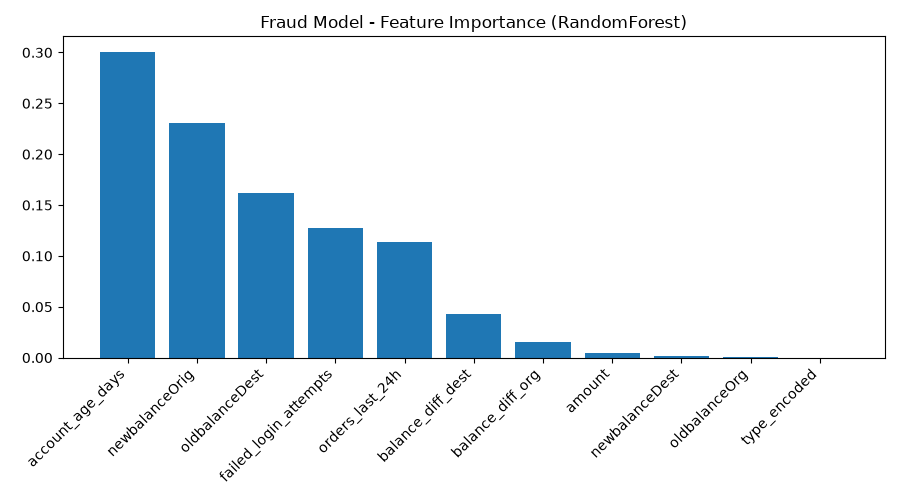 Fraud Model - Feature Importance (RandomForest)
0.30
0.25
0.20
0.15
0.10
0.05
0.00
account_age_days
newbalanceOrig
oldbalanceDest
failed_login_attempts
orders_last_24h
balance_diff_dest
balance_diff_org
amount
newbalanceDest
oldbalanceOrg
type_encoded